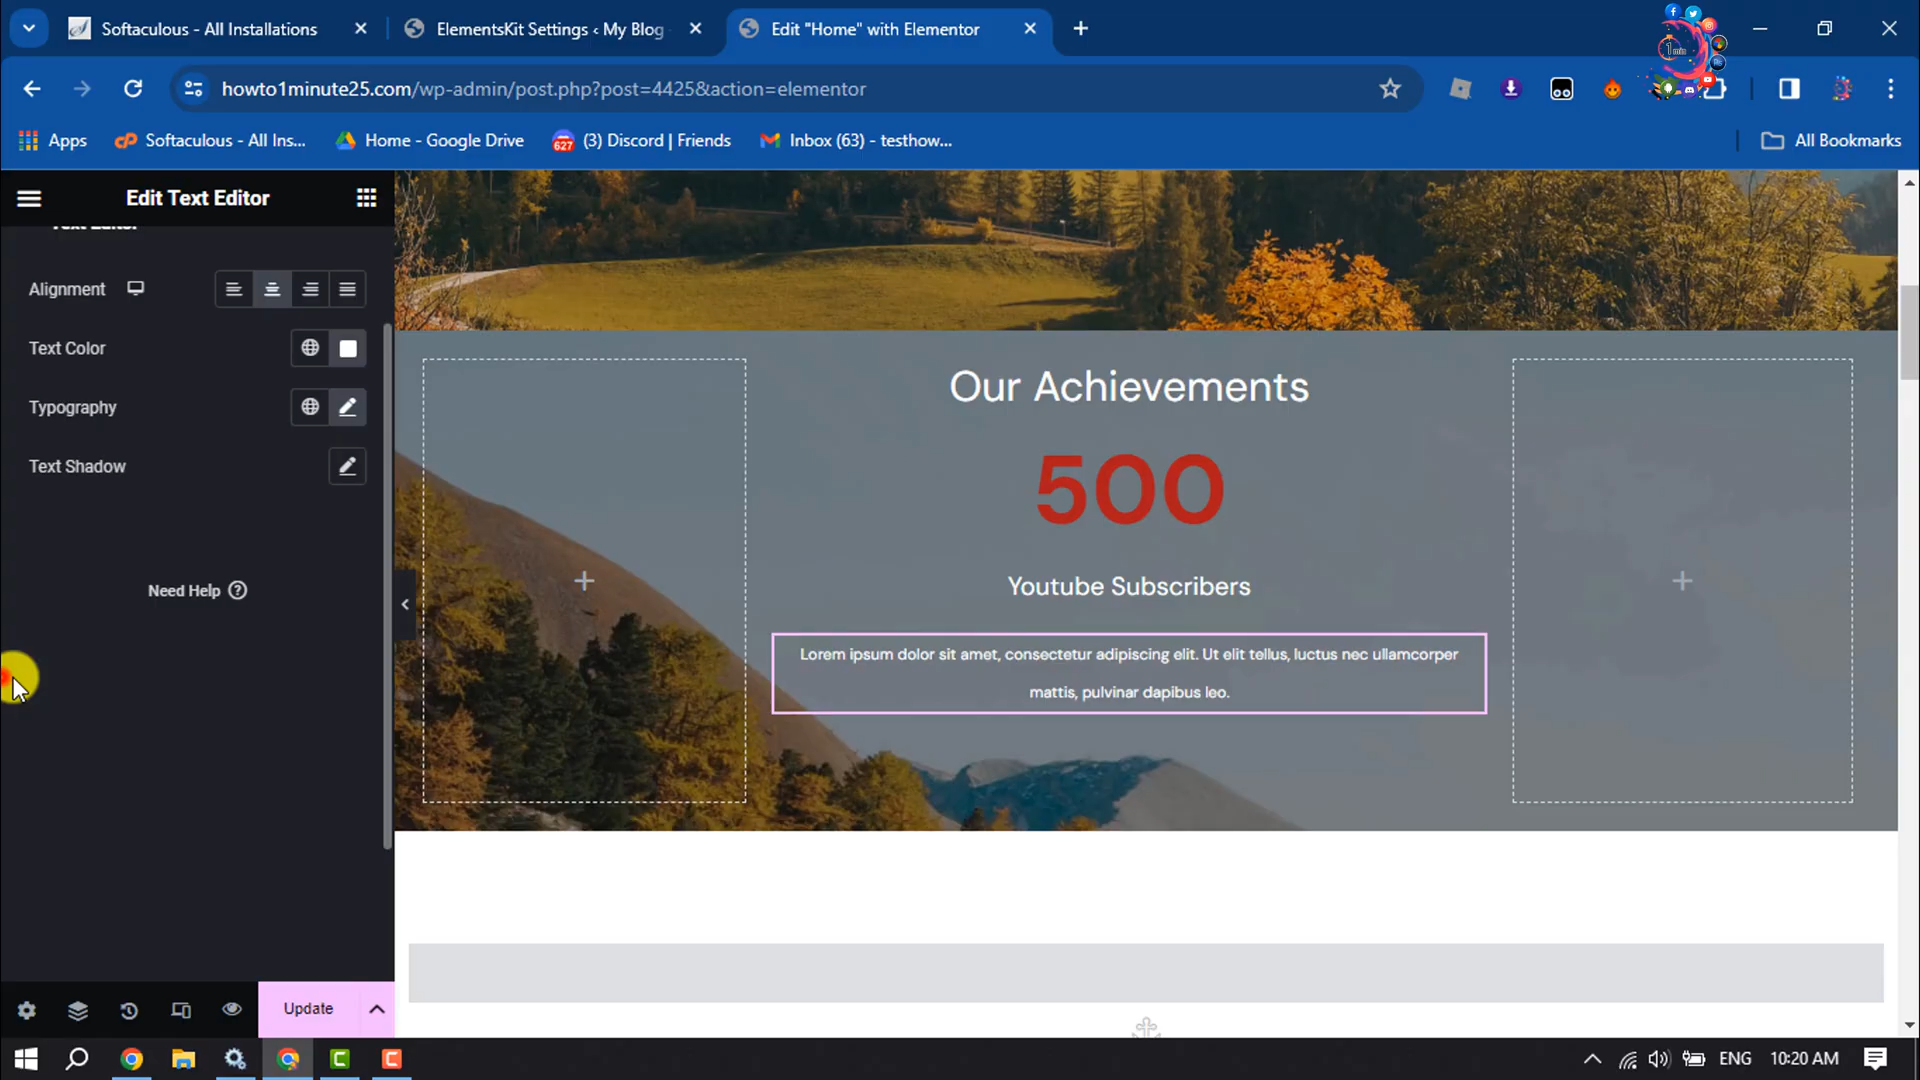 Softaculous - All Installations
ElementsKit Settings ‹ My Blog
Edit "Home" with Elementor
howto1minute25.com/wp-admin/post.php?post=4425&action=elementor
Apps
Softaculous - All Ins...
Home - Google Drive
627
(3) Discord | Friends
Inbox (63) - testhow...
All Bookmarks
Edit Text Editor
Alignment
Text Color
Typography
Text Shadow
Need Help
Our Achievements
500
Youtube Subscribers
Lorem ipsum dolor sit amet, consectetur adipiscing elit. Ut elit tellus, luctus nec ullamcorper
mattis, pulvinar dapibus leo.
Update
ENG
10:20 AM